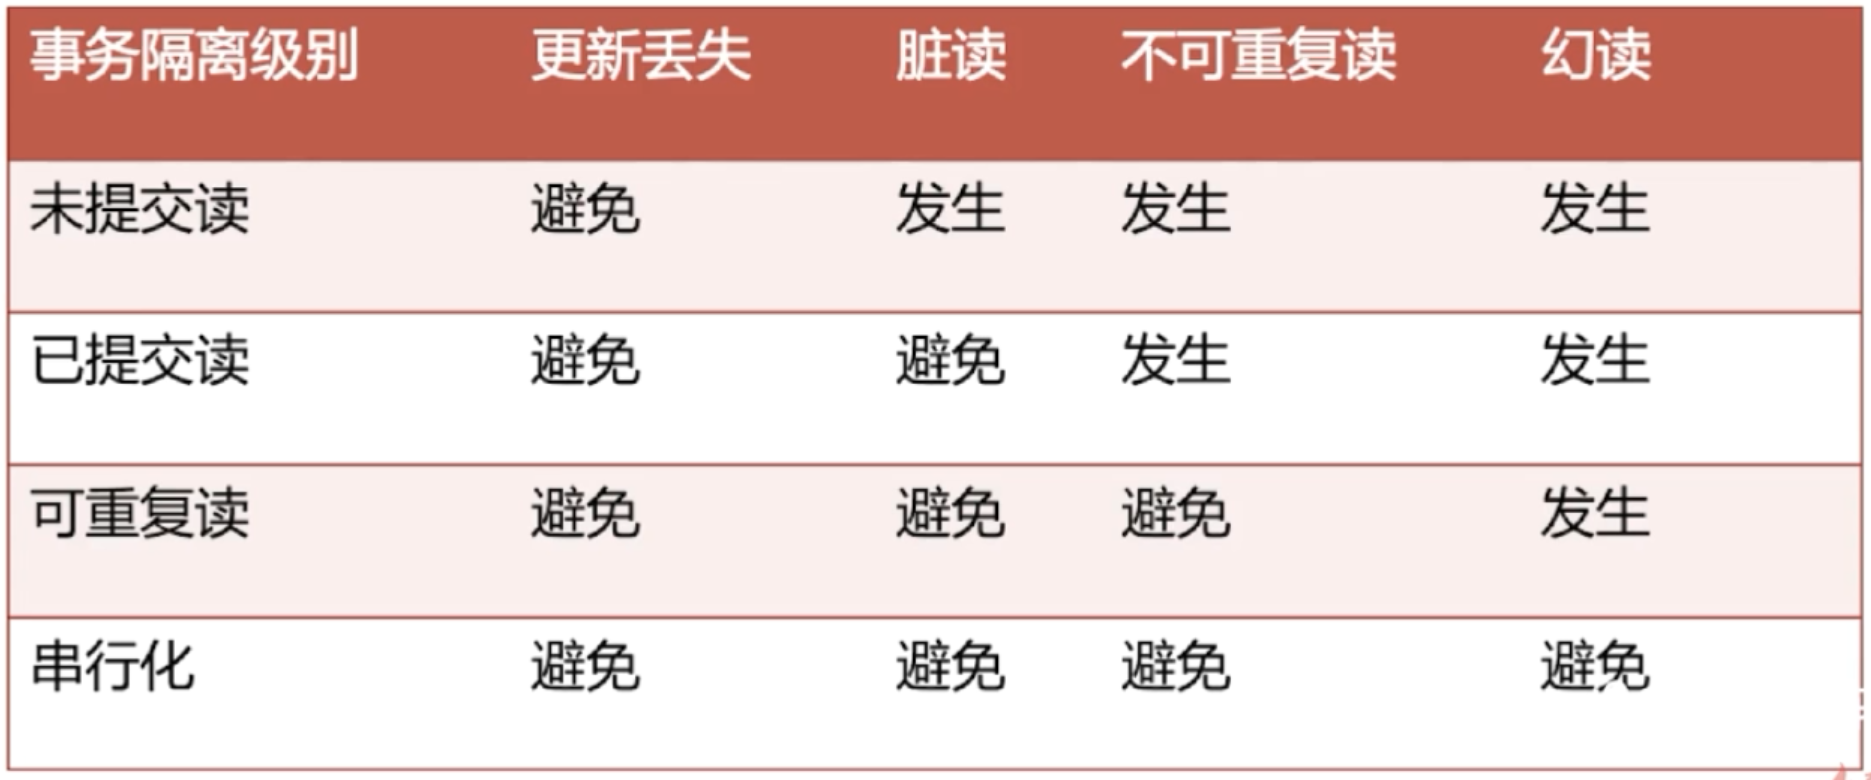 事务隔离级别 更新丢失 脏读 不可重复读 幻读
未提交读 避免 发生 发生 发生
已提交读 避免 避免 发生 发生
可重复读 避免 避免 避免 发生
串行化 避免 避免 避免 避免